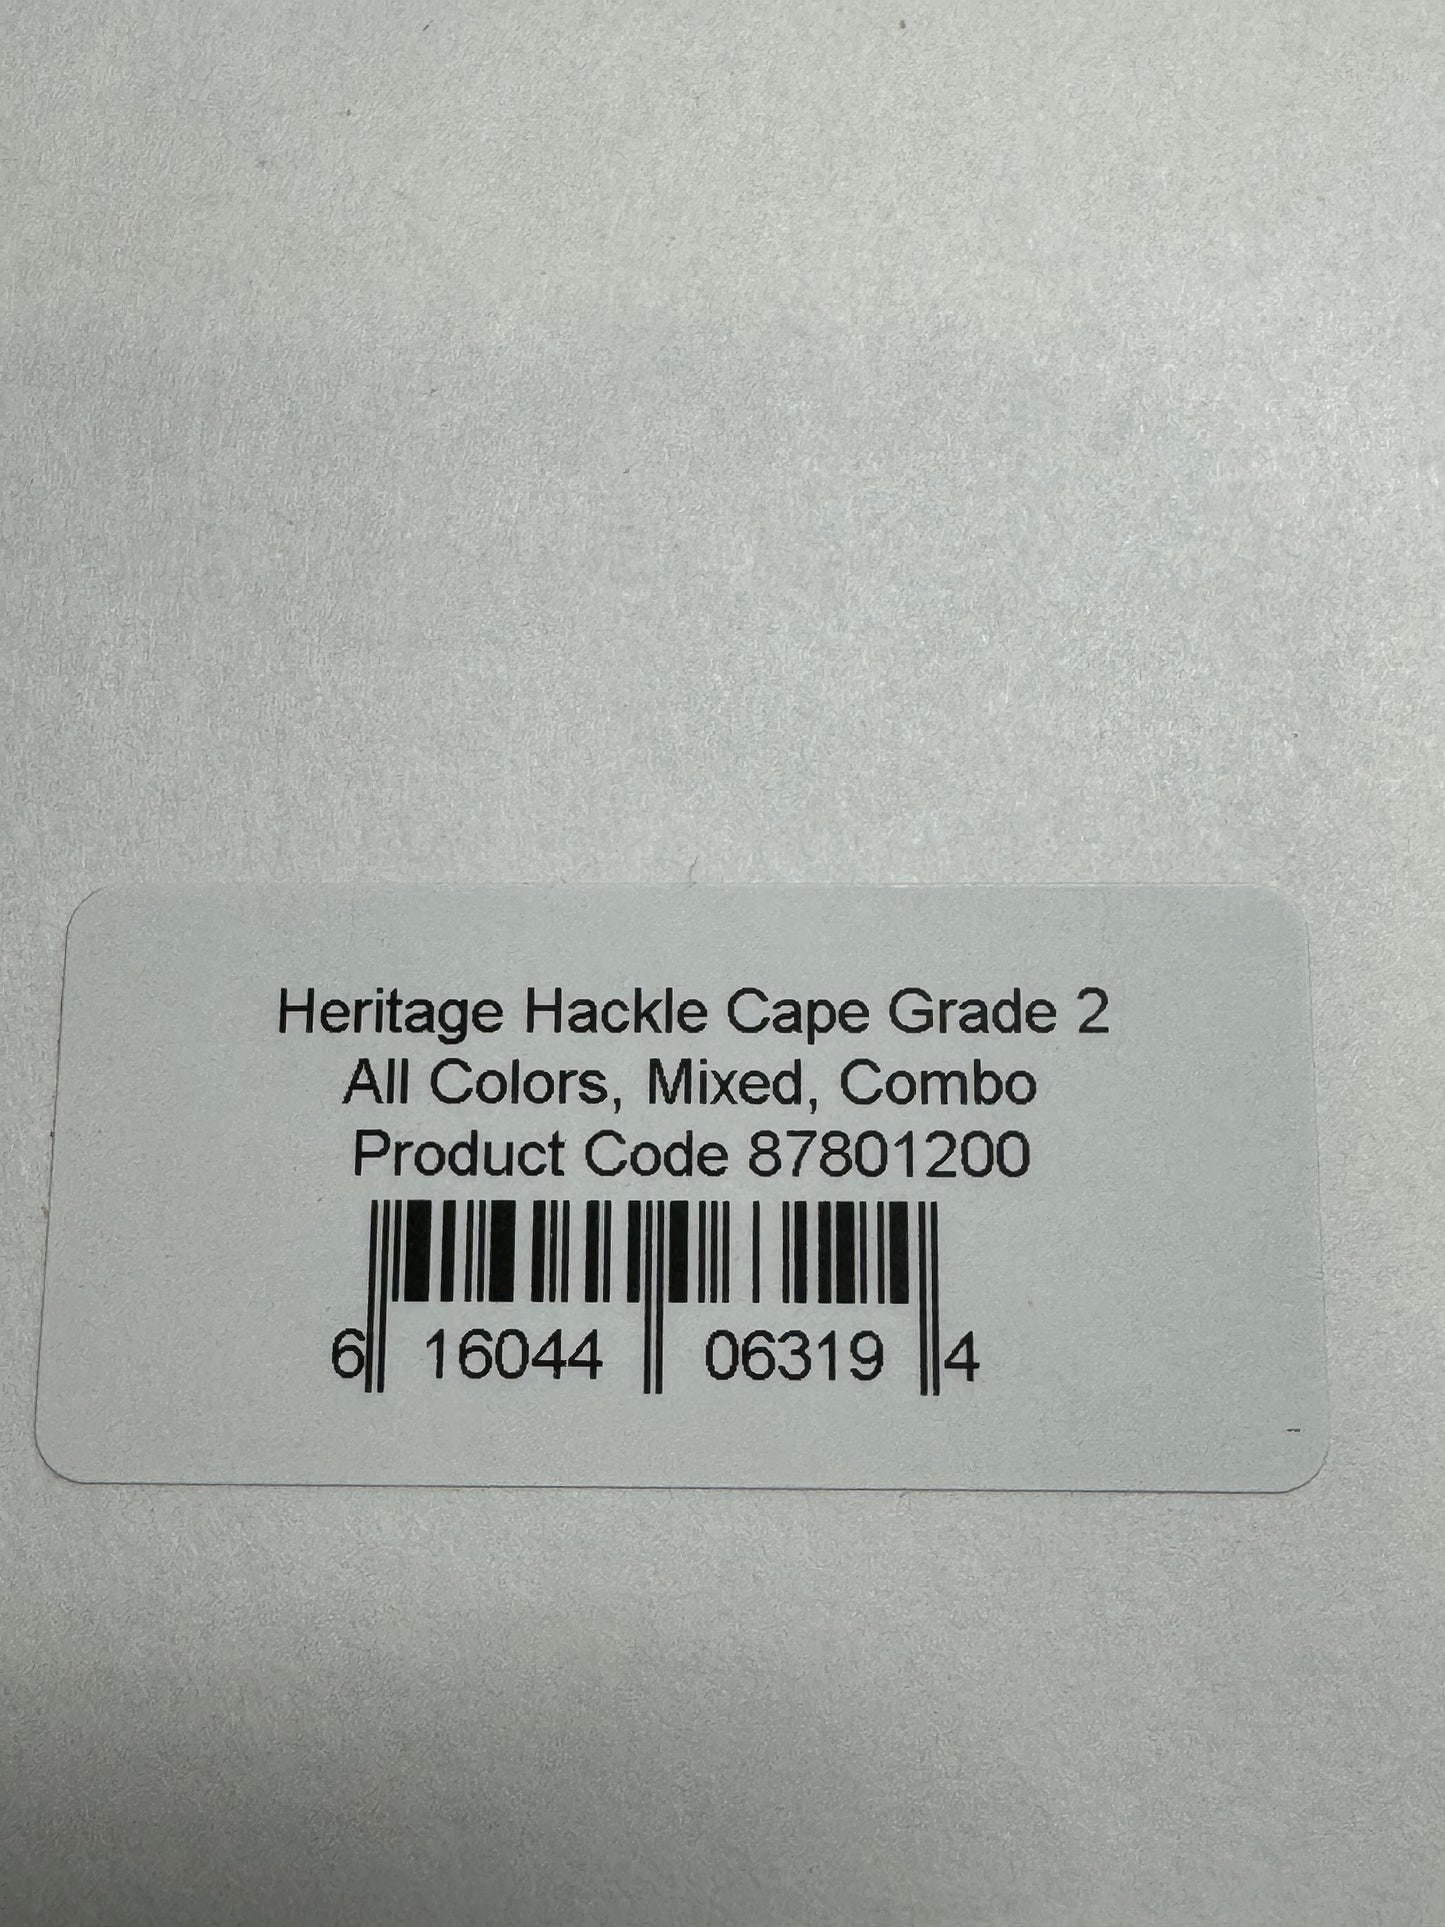 Heritage Hackle Cape Grade 2
All Colors, Mixed, Combo
Product Code 87801200
6 16044 06319 4